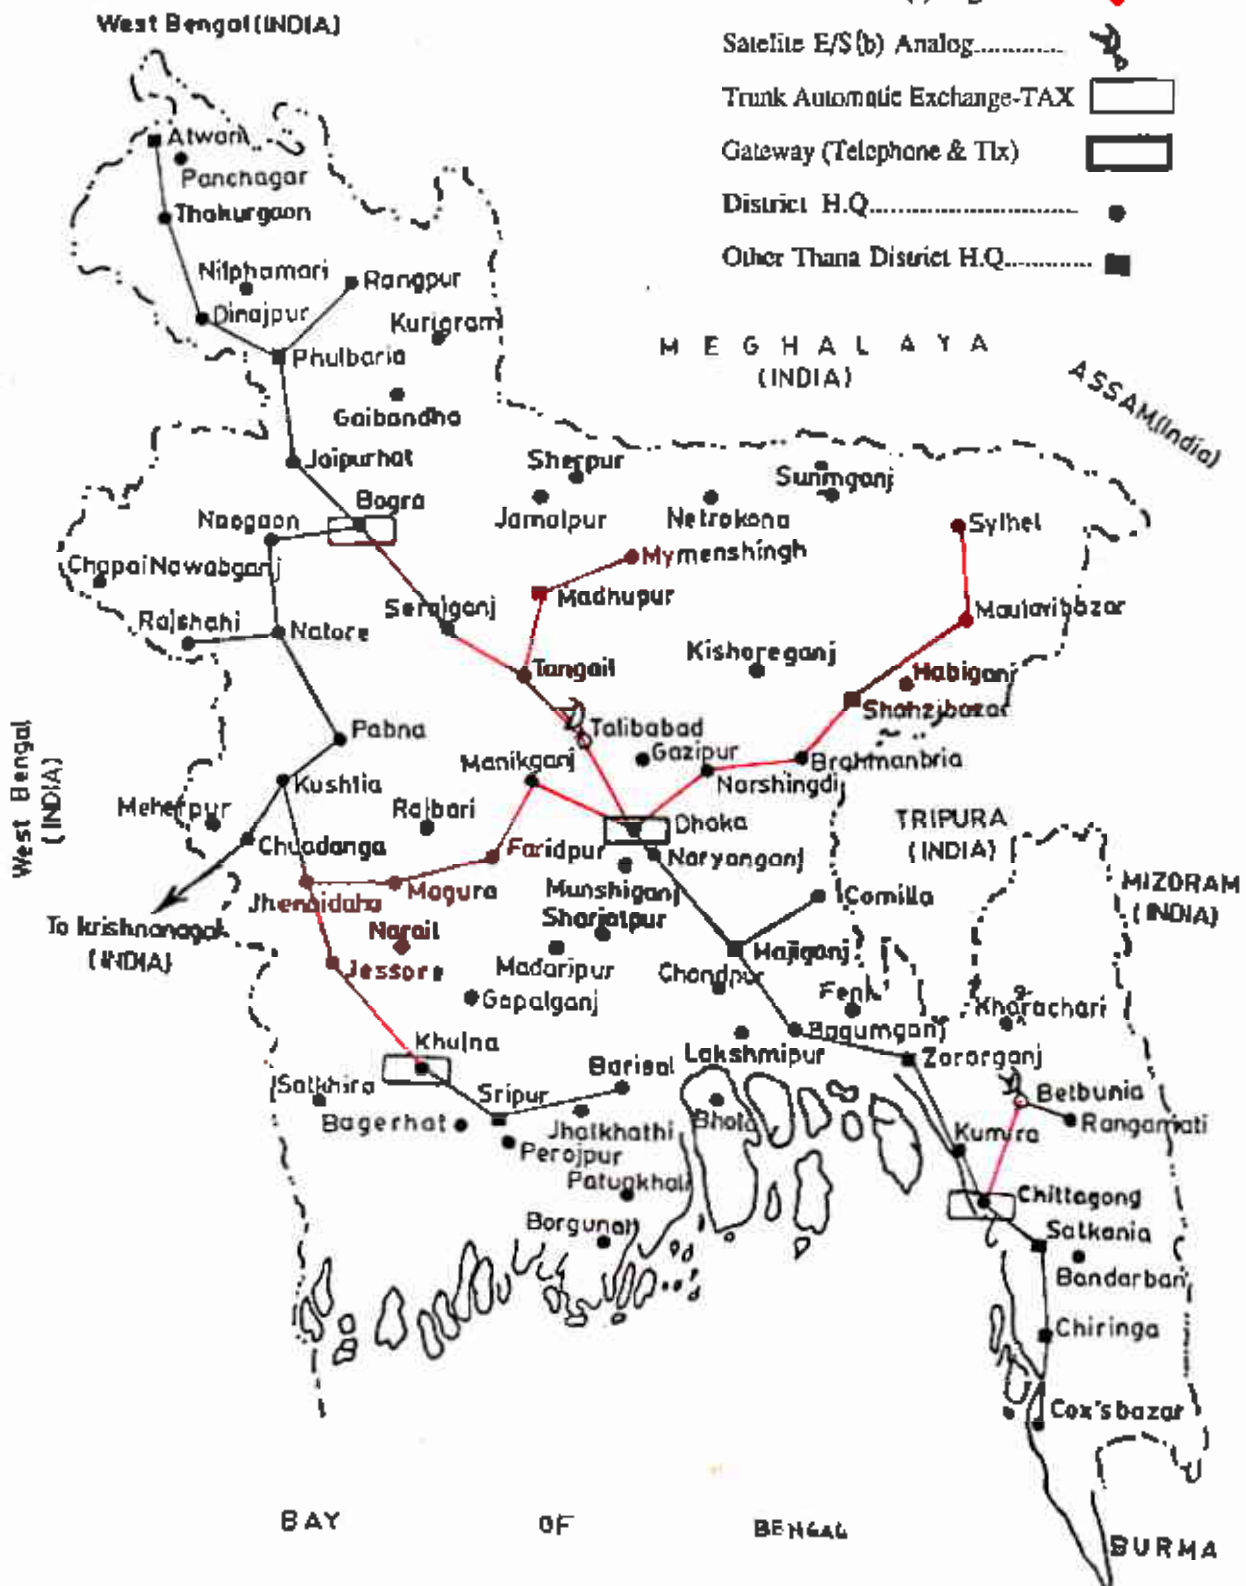 West Bengal (INDIA)
Satelite E/S (b) Analog.............
Trunk Automatic Exchange-TAX
Gateway (Telephone & Tlx)
District H.Q...............................
Other Thana District H.Q.............
Atwari
Panchagar
Thakurgaon
Nilphamari
Rangpur
Dinajpur
Kurigram
Phulbaria
MEGHALAYA
(INDIA)
ASSAM (India)
Gaibandha
Joipurhat
Sherpur
Sunmganj
Bogra
Jamalpur
Netrokona
Naogaon
Sylhet
Mymenshingh
Chapai Nawabganj
Madhupur
Serajganj
Maulavibazar
Rajshahi
Natore
Kishoreganj
Tangail
Habiganj
Shahzibazar
Pabna
Talibabad
Gazipur
Brahmanbria
Manikganj
Narshingdi
West Bengal
(INDIA)
Kushtia
Meherpur
Rajbari
Dhaka
TRIPURA
(INDIA)
Chuadanga
Faridpur
Naryanganj
Munshiganj
MIZORAM
(INDIA)
Jhenaidaha
Magura
Comilla
To krishnanagar
(INDIA)
Narail
Sharjatpur
Hajiganj
Jessore
Madaripur
Chandpur
Feni
Gopalganj
Kharachari
Bagumganj
Khulna
Lakshmipur
Zorarganj
Satkhira
Barisal
Betbunia
Sripur
Bhola
Rangamati
Bagerhat
Jhalkhathi
Kumira
Perojpur
Patuakhali
Chittagong
Borgunah
Satkania
Bandarban
Chiringa
Cox's bazar
BAY OF BENGAL
BURMA